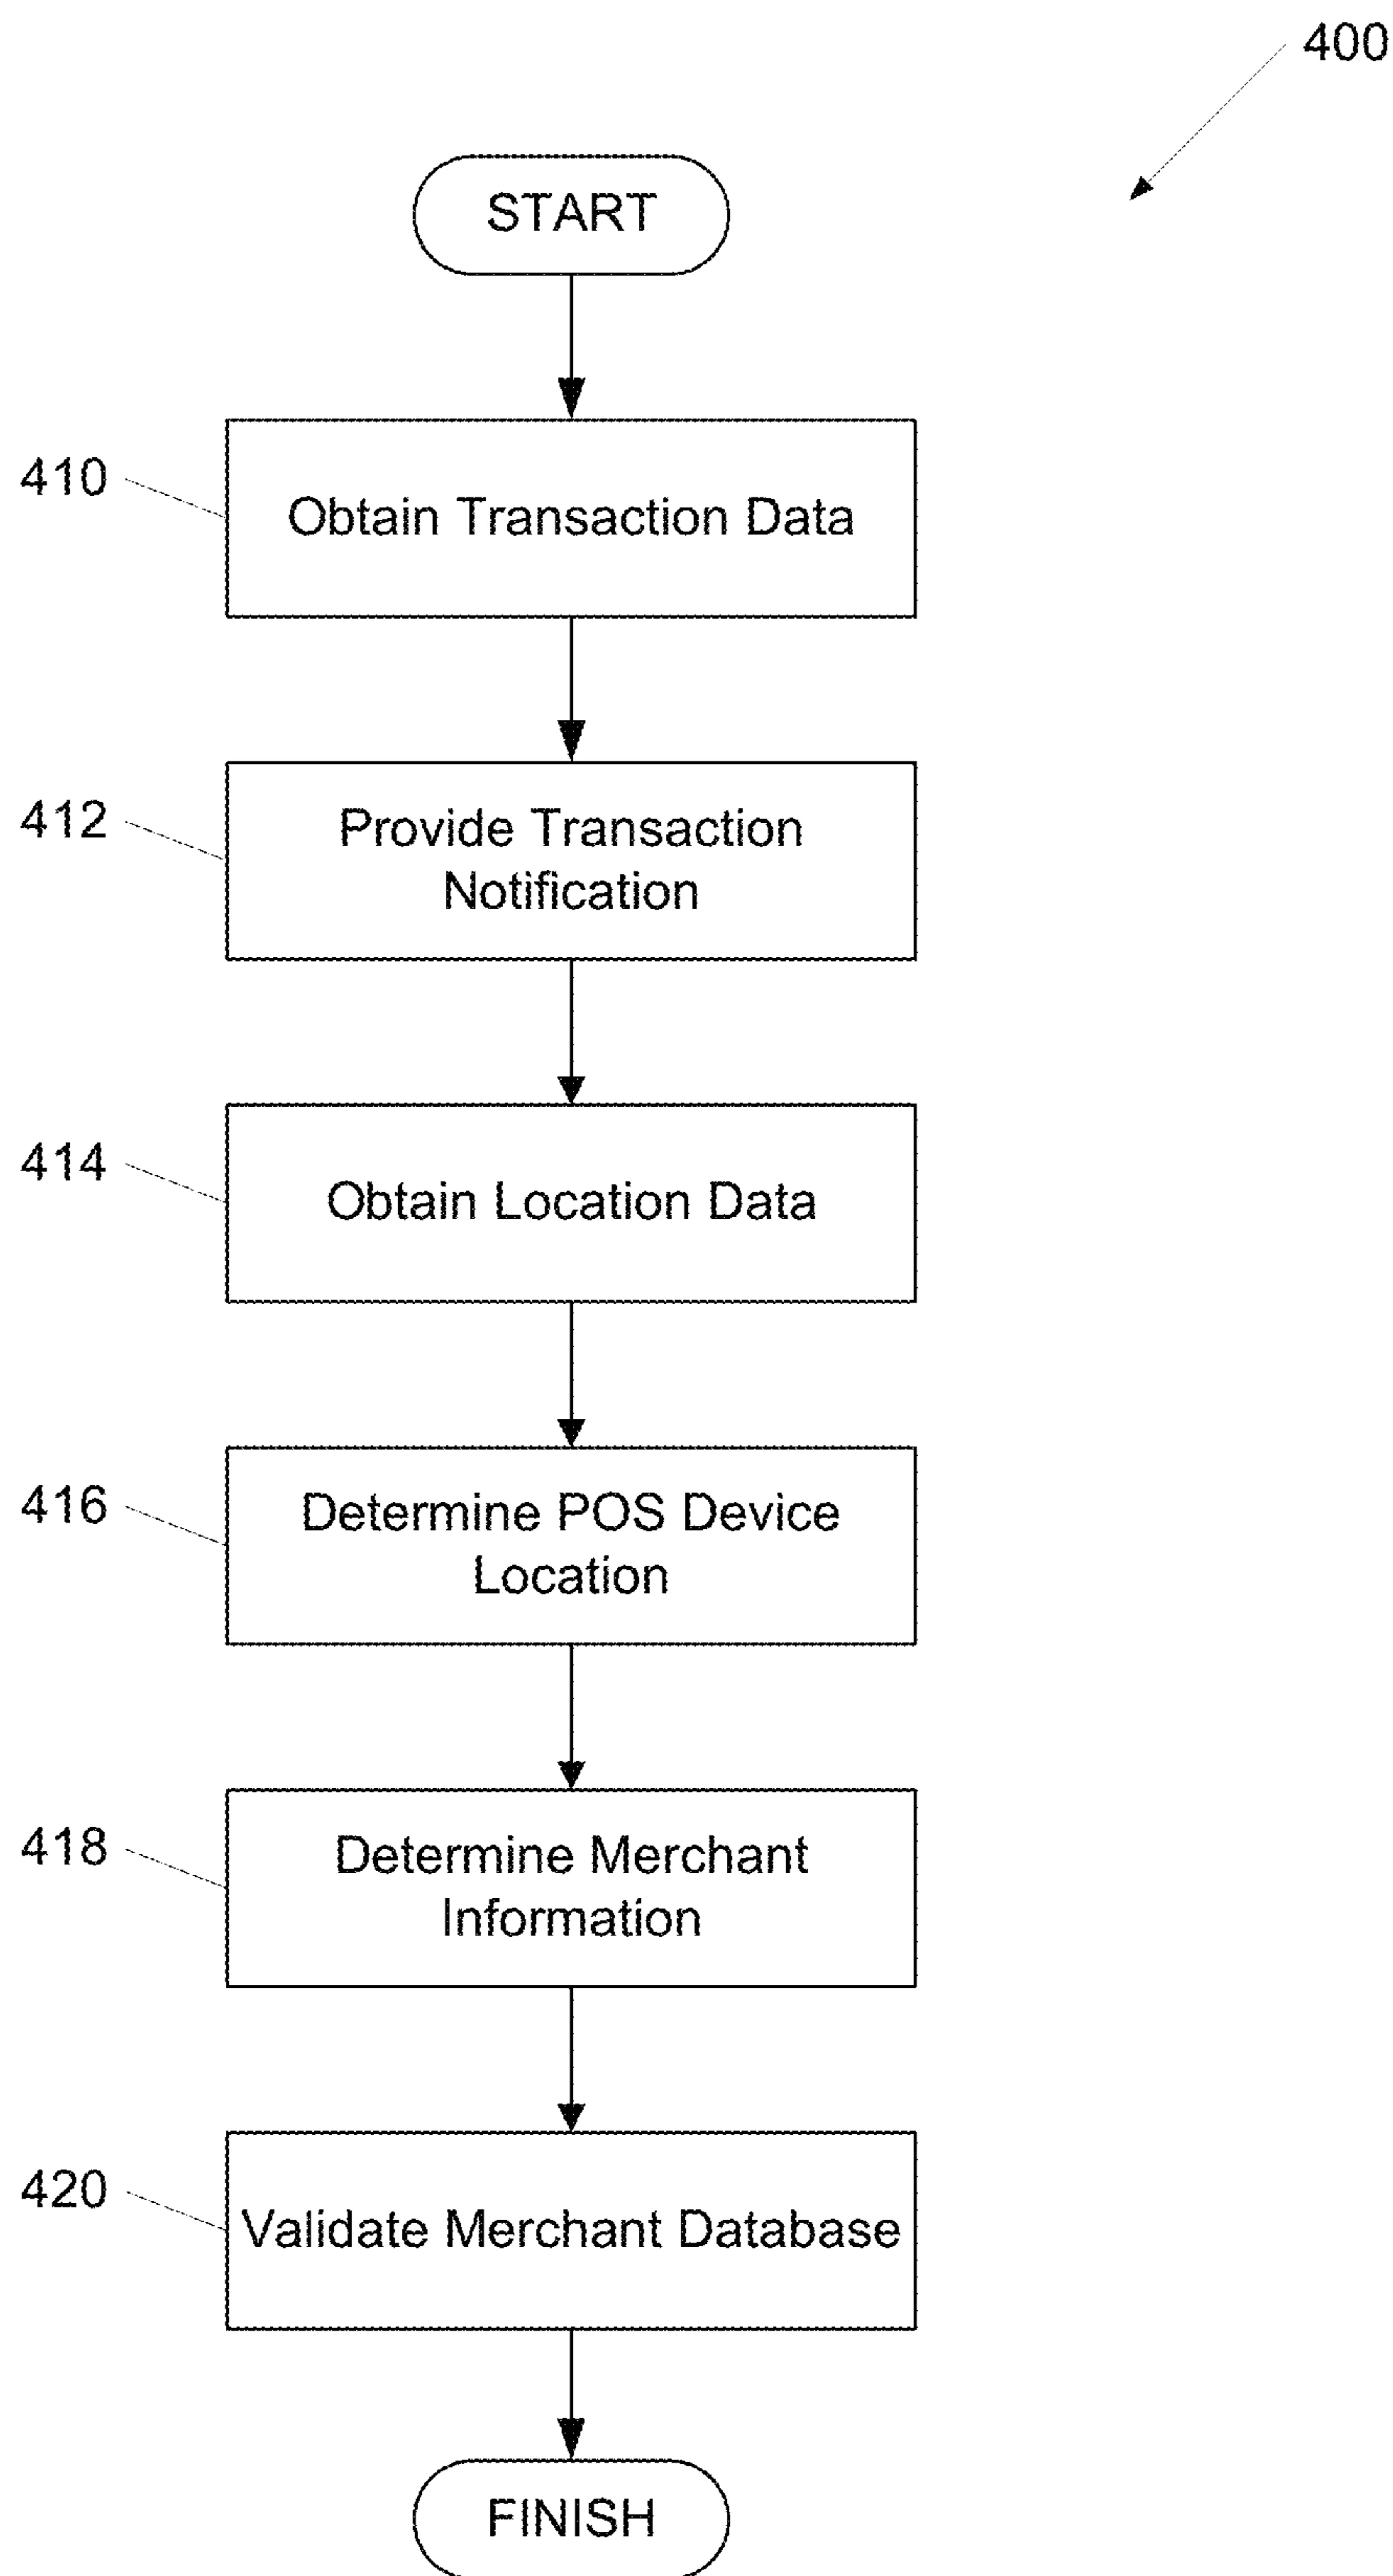 400
START
410
Obtain Transaction Data
412
Provide Transaction
Notification
414
Obtain Location Data
416
Determine POS Device
Location
418
Determine Merchant
Information
420
Validate Merchant Database
FINISH